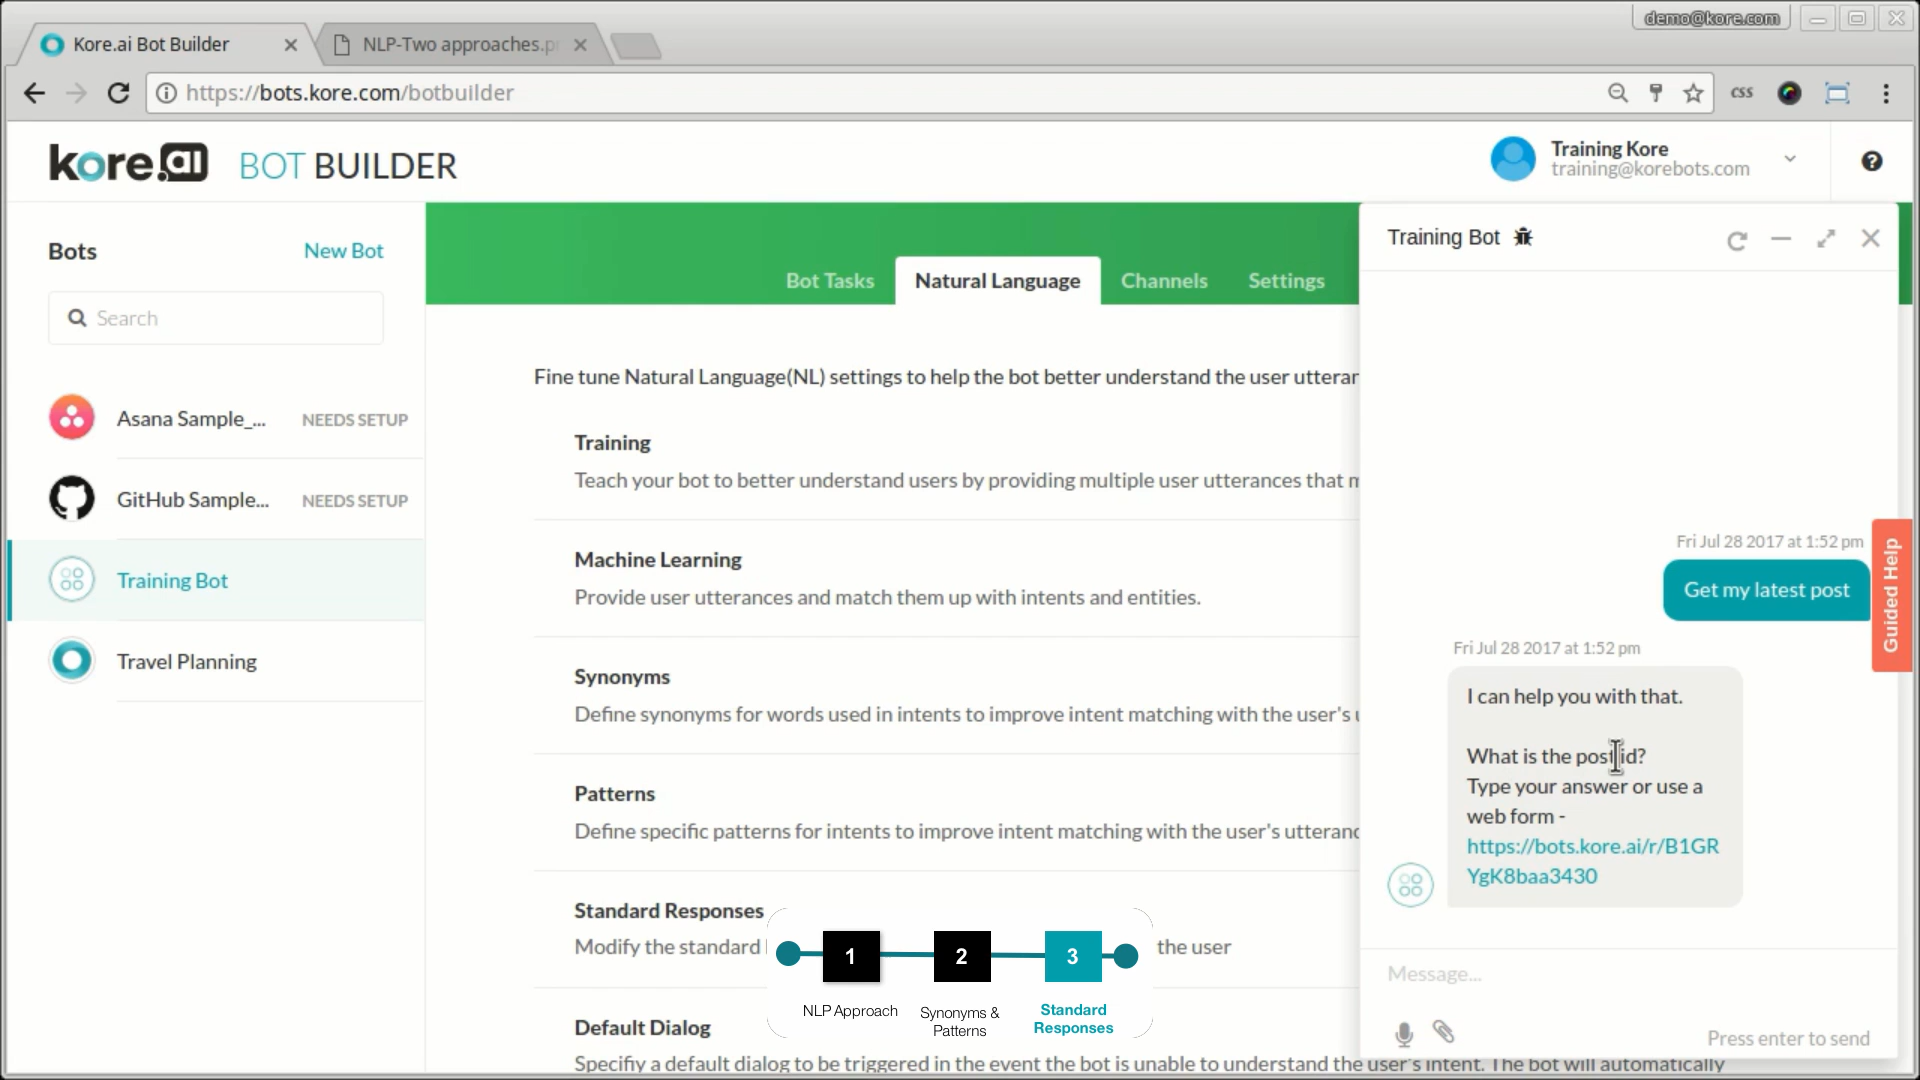 demo@kore.com
Kore.ai Bot Builder
NLP-Two approaches.p
https://bots.kore.com/botbuilder
css
kore.ai BOT BUILDER
Training Kore
training@korebots.com
?
Bots
New Bot
Search
Asana Sample_...
NEEDS SETUP
GitHub Sample...
NEEDS SETUP
Training Bot
Travel Planning
Bot Tasks
Natural Language
Channels
Settings
Fine tune Natural Language(NL) settings to help the bot better understand the user utteran
Training
Teach your bot to better understand users by providing multiple user utterances that m
Machine Learning
Provide user utterances and match them up with intents and entities.
Synonyms
Define synonyms for words used in intents to improve intent matching with the user's u
Patterns
Define specific patterns for intents to improve intent matching with the user's utteranc
Standard Responses
Modify the standard
the user
Default Dialog
Specify a default dialog to be triggered in the event the bot is unable to understand the user's intent. The bot will automatically
1
2
3
NLP Approach
Synonyms &
Patterns
Standard
Responses
Training Bot
Fri Jul 28 2017 at 1:52 pm
Get my latest post
Fri Jul 28 2017 at 1:52 pm
I can help you with that.
What is the post id?
Type your answer or use a
web form -
https://bots.kore.ai/r/B1GR
YgK8baa3430
Message...
Press enter to send
Guided Help